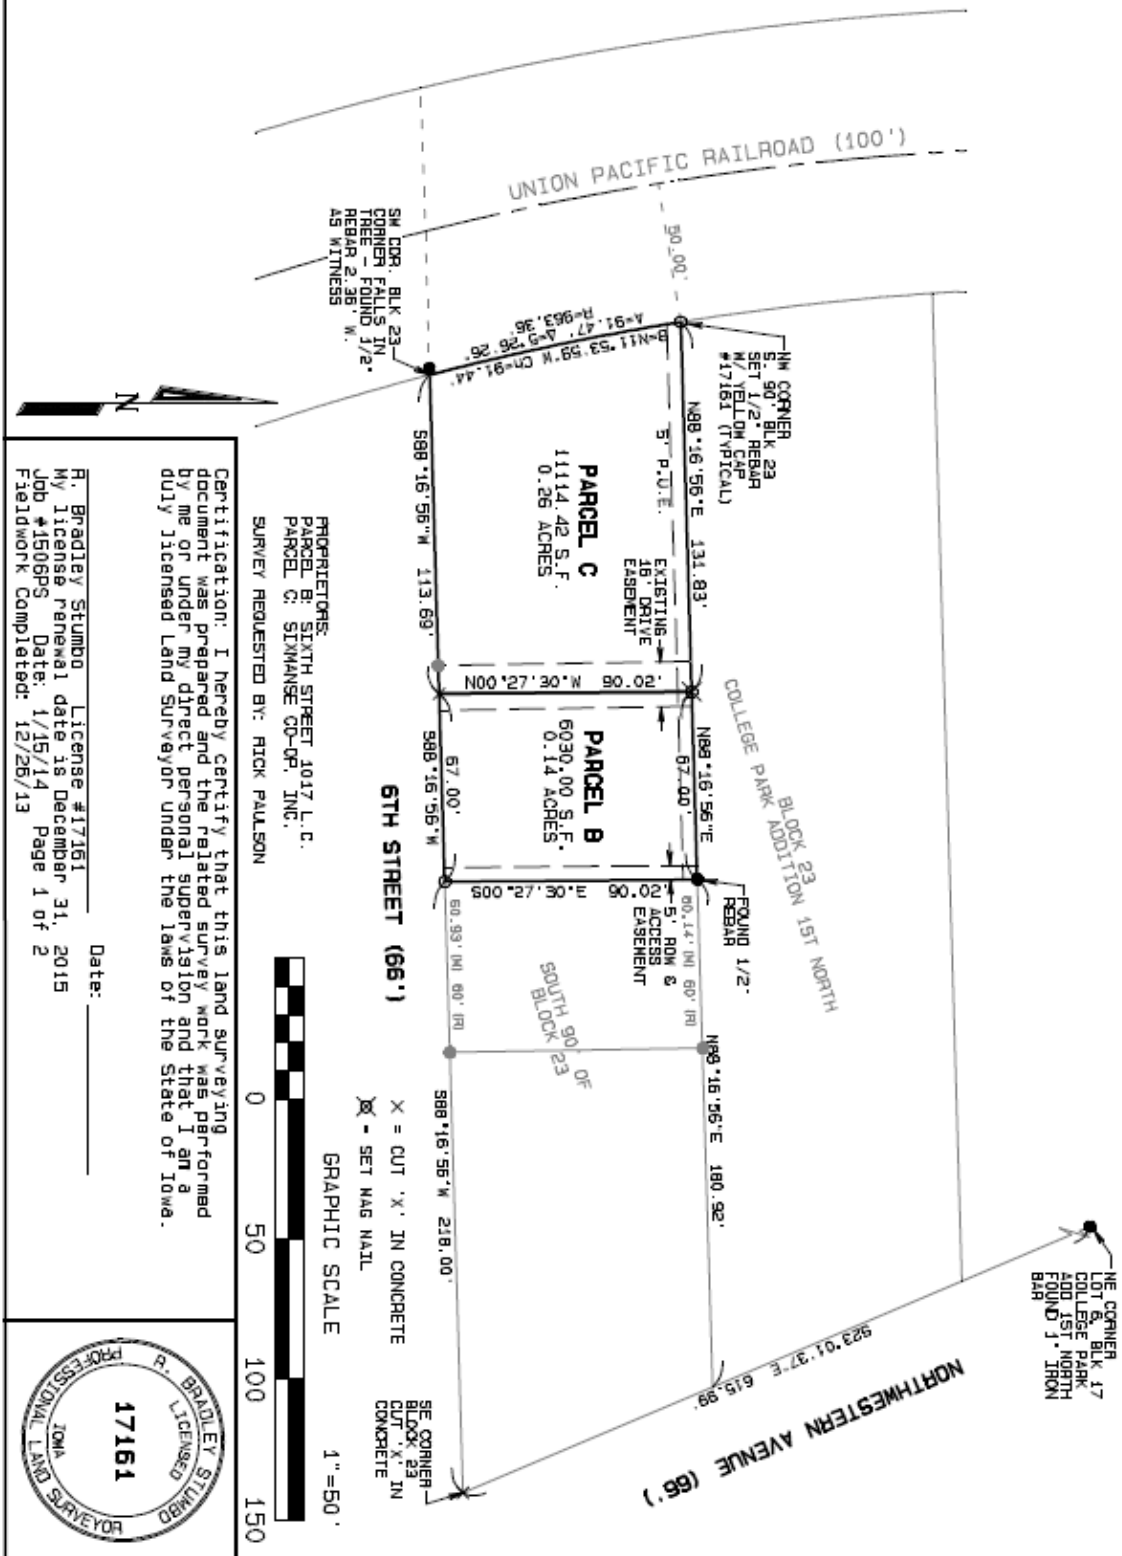 UNION PACIFIC RAILROAD (100')
50.00'
SW COR. BLK 23
CORNER FALLS IN
TREE - FOUND 1/2"
REBAR 2.36' W.
AS WITNESS
B=N11°53'59"W Ch=91.44'
A=91.47' Δ=5°26'26"
R=963.36'
NW CORNER
S. 90' BLK 23
SET 1/2" REBAR
W/ YELLOW CAP
#17161 (TYPICAL)
N88°16'56"E 131.83'
5' P.U.E.
PARCEL C
11114.42 S.F.
0.26 ACRES
EXISTING
16' DRIVE
EASEMENT
S88°16'56"W 113.69'
N00°27'30"W 90.02'
COLLEGE PARK ADDITION 1ST NORTH
BLOCK 23
N88°16'56"E
67.00'
PARCEL B
6030.00 S.F.
0.14 ACRES
67.00'
S88°16'56"W
S00°27'30"E 90.02'
FOUND 1/2"
REBAR
5' ROW &
ACCESS
EASEMENT
60.14'(M) 60'(R)
60.93'(M) 60'(R)
SOUTH 90' OF
BLOCK 23
N88°16'56"E 180.92'
S88°16'56"W 218.00'
6TH STREET (66')
NE CORNER
LOT 6, BLK 17
COLLEGE PARK
ADD 1ST NORTH
FOUND 1" IRON
BAR
S23°01'37"E 615.99'
NORTHWESTERN AVENUE (66')
SE CORNER
BLOCK 23
CUT 'X' IN
CONCRETE
X = CUT 'X' IN CONCRETE
- SET MAG NAIL
GRAPHIC SCALE 1"=50'
0 50 100 150
PROPRIETORS:
PARCEL B: SIXTH STREET 1017 L.C.
PARCEL C: SIXMANSE CO-OP. INC.
SURVEY REQUESTED BY: RICK PAULSON
N
Certification: I hereby certify that this land surveying
document was prepared and the related survey work was performed
by me or under my direct personal supervision and that I am a
duly licensed Land Surveyor under the laws of the State of Iowa.
Date:
R. Bradley Stumbo License #17161
My license renewal date is December 31, 2015
Job #1506PS Date: 1/15/14 Page 1 of 2
Fieldwork Completed: 12/26/13
R. BRADLEY STUMBO
LICENSED
17161
IOWA
PROFESSIONAL LAND SURVEYOR